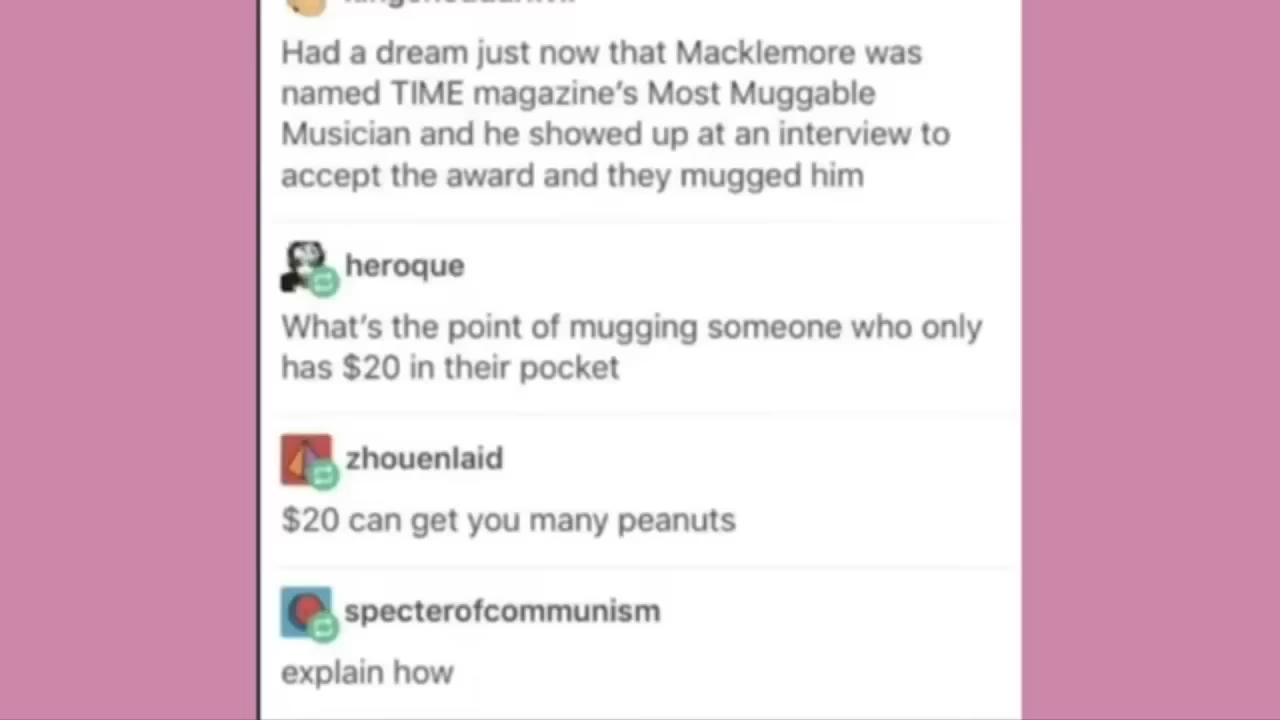 Had a dream just now that Macklemore was
named TIME magazine's Most Muggable
Musician and he showed up at an interview to
accept the award and they mugged him
heroque
What's the point of mugging someone who only
has $20 in their pocket
zhouenlaid
$20 can get you many peanuts
specterofcommunism
explain how